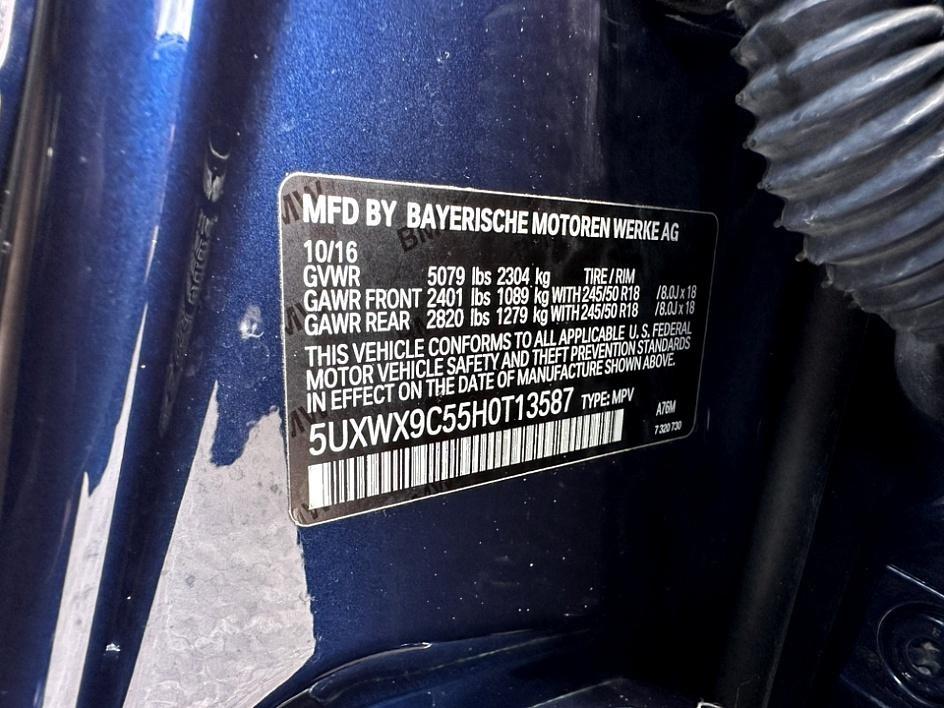 MFD BY BAYERISCHE MOTOREN WERKE AG
10/16
GVWR 5079 lbs 2304 kg TIRE / RIM
GAWR FRONT 2401 lbs 1089 kg WITH 245/50 R18 /8.0J x 18
GAWR REAR 2820 lbs 1279 kg WITH 245/50 R18 /8.0J x 18
THIS VEHICLE CONFORMS TO ALL APPLICABLE U.S. FEDERAL
MOTOR VEHICLE SAFETY AND THEFT PREVENTION STANDARDS
IN EFFECT ON THE DATE OF MANUFACTURE SHOWN ABOVE.
5UXWX9C55H0T13587 TYPE: MPV A76M
7 320 730